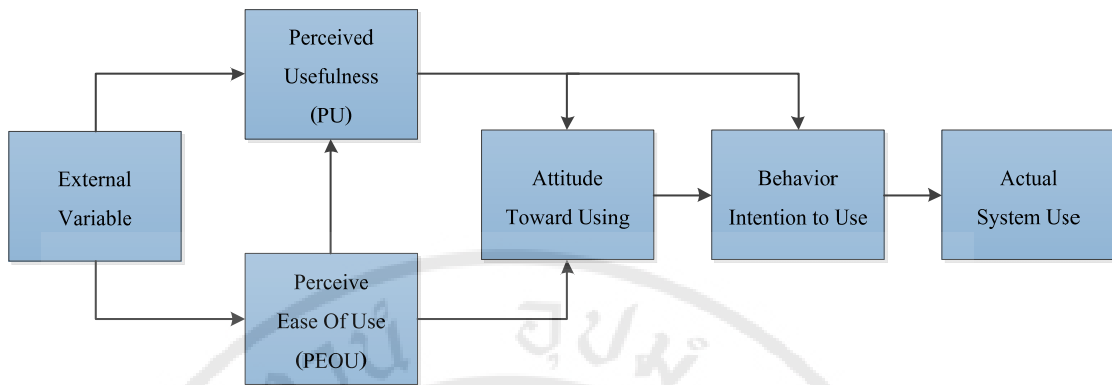 Perceived
Usefulness
(PU)
External
Variable
Attitude
Toward Using
Behavior
Intention to Use
Actual
System Use
Perceive
Ease Of Use
(PEOU)